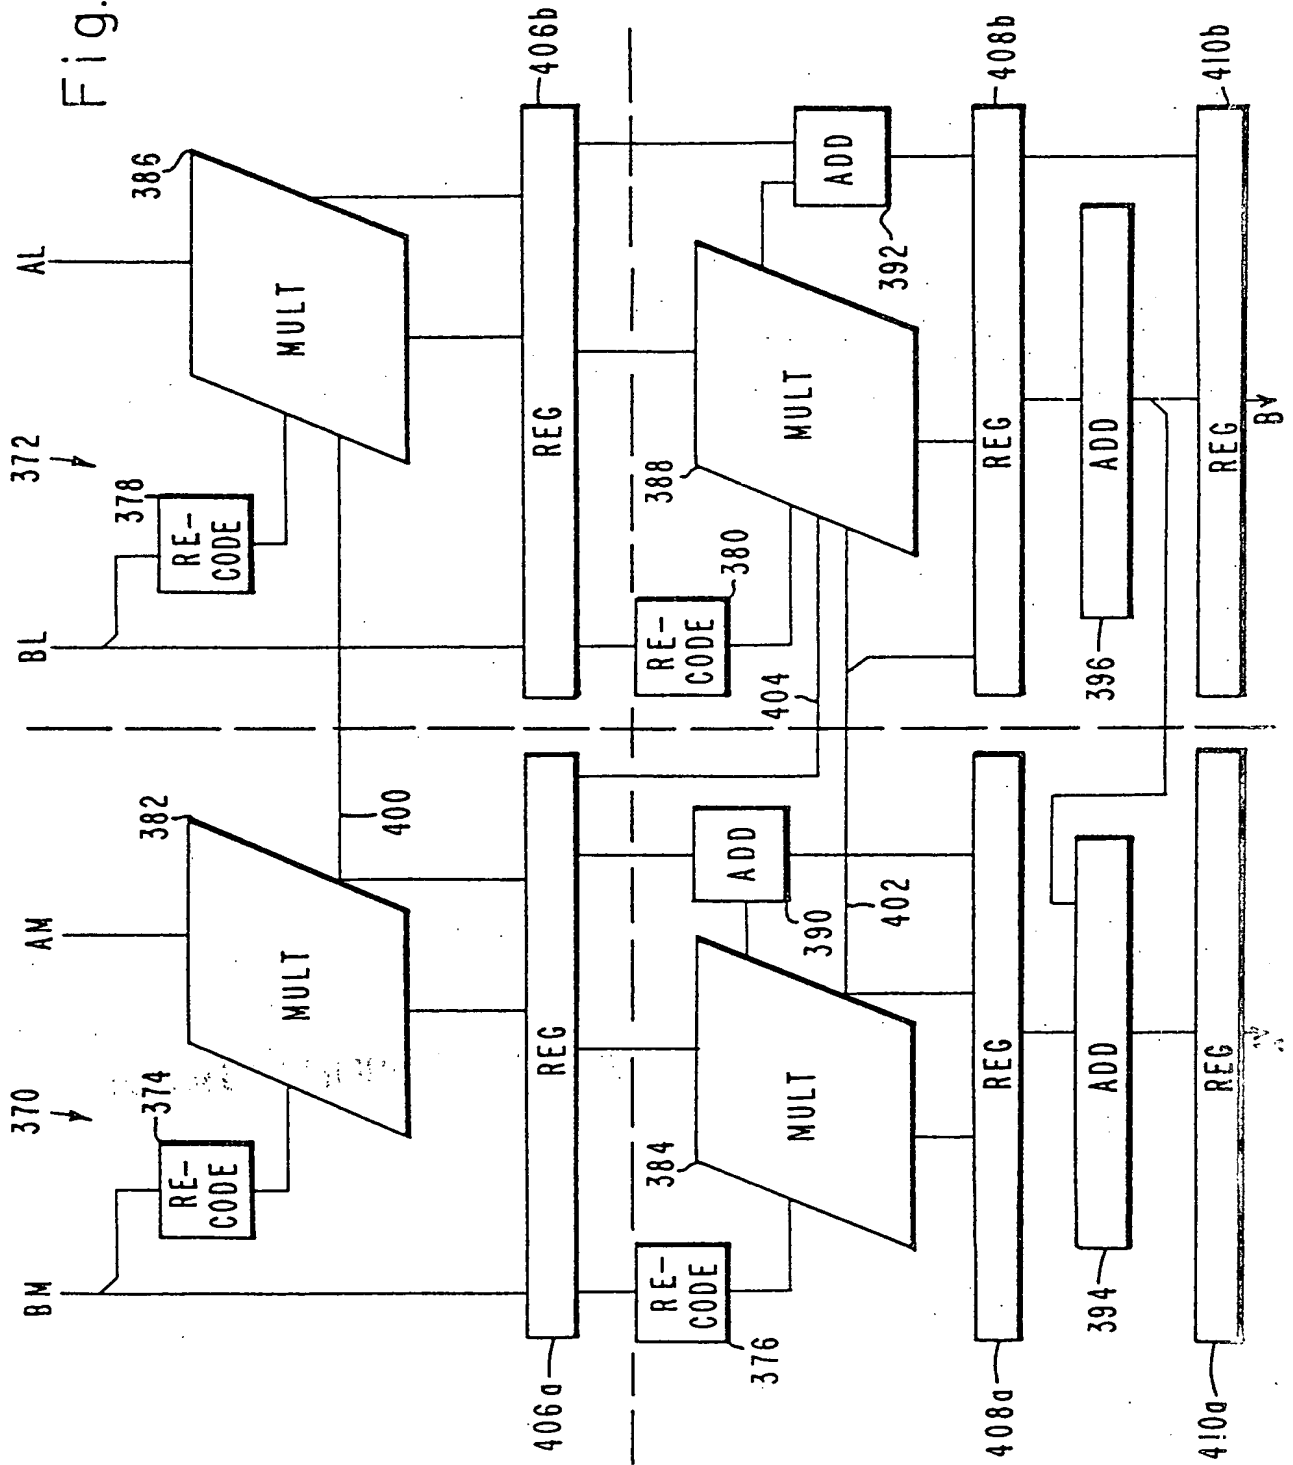 Fig.
370
372
BM
AM
BL
AL
374
RE-
CODE
382
MULT
378
RE-
CODE
386
MULT
400
406a
REG
REG
406b
376
RE-
CODE
384
MULT
390
ADD
404
402
380
RE-
CODE
388
MULT
392
ADD
408a
REG
REG
408b
394
ADD
396
ADD
410a
REG
REG
410b
B